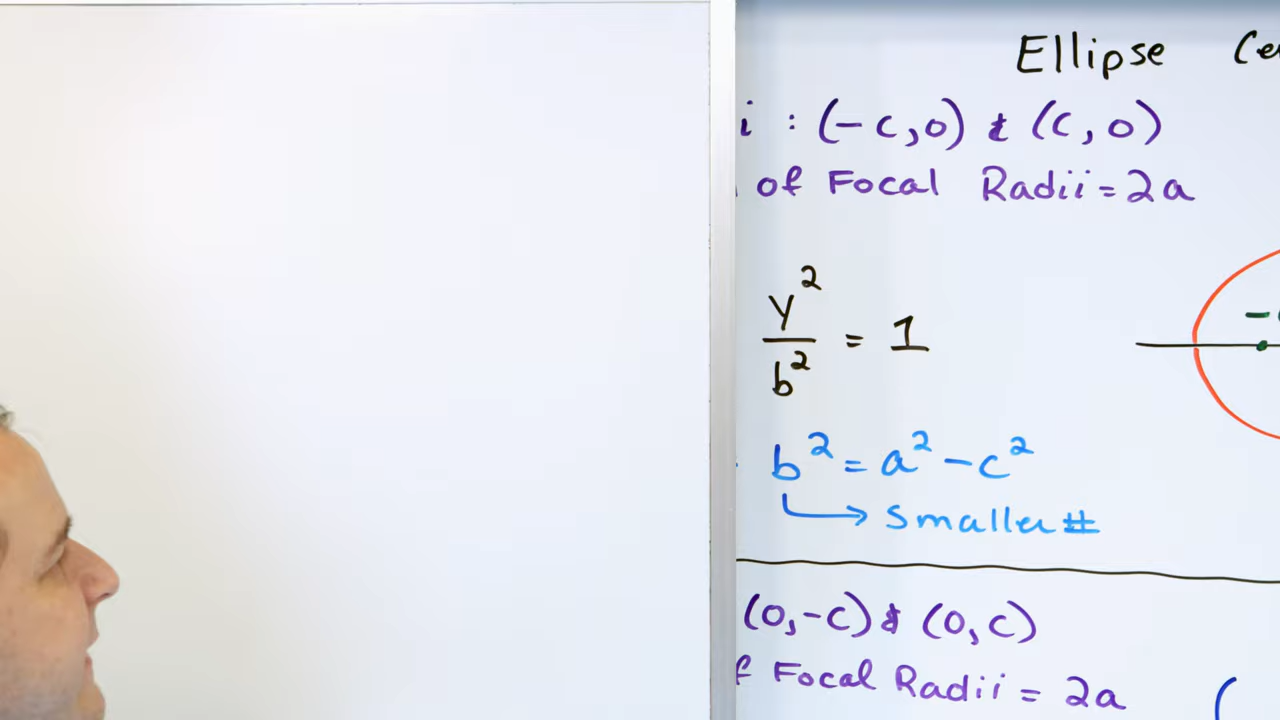 Ellipse
: (-c,0) & (c,0)
of Focal Radii = 2a
y²/b² = 1
b² = a² - c²
smaller #
(0,-c) & (0,c)
Focal Radii = 2a